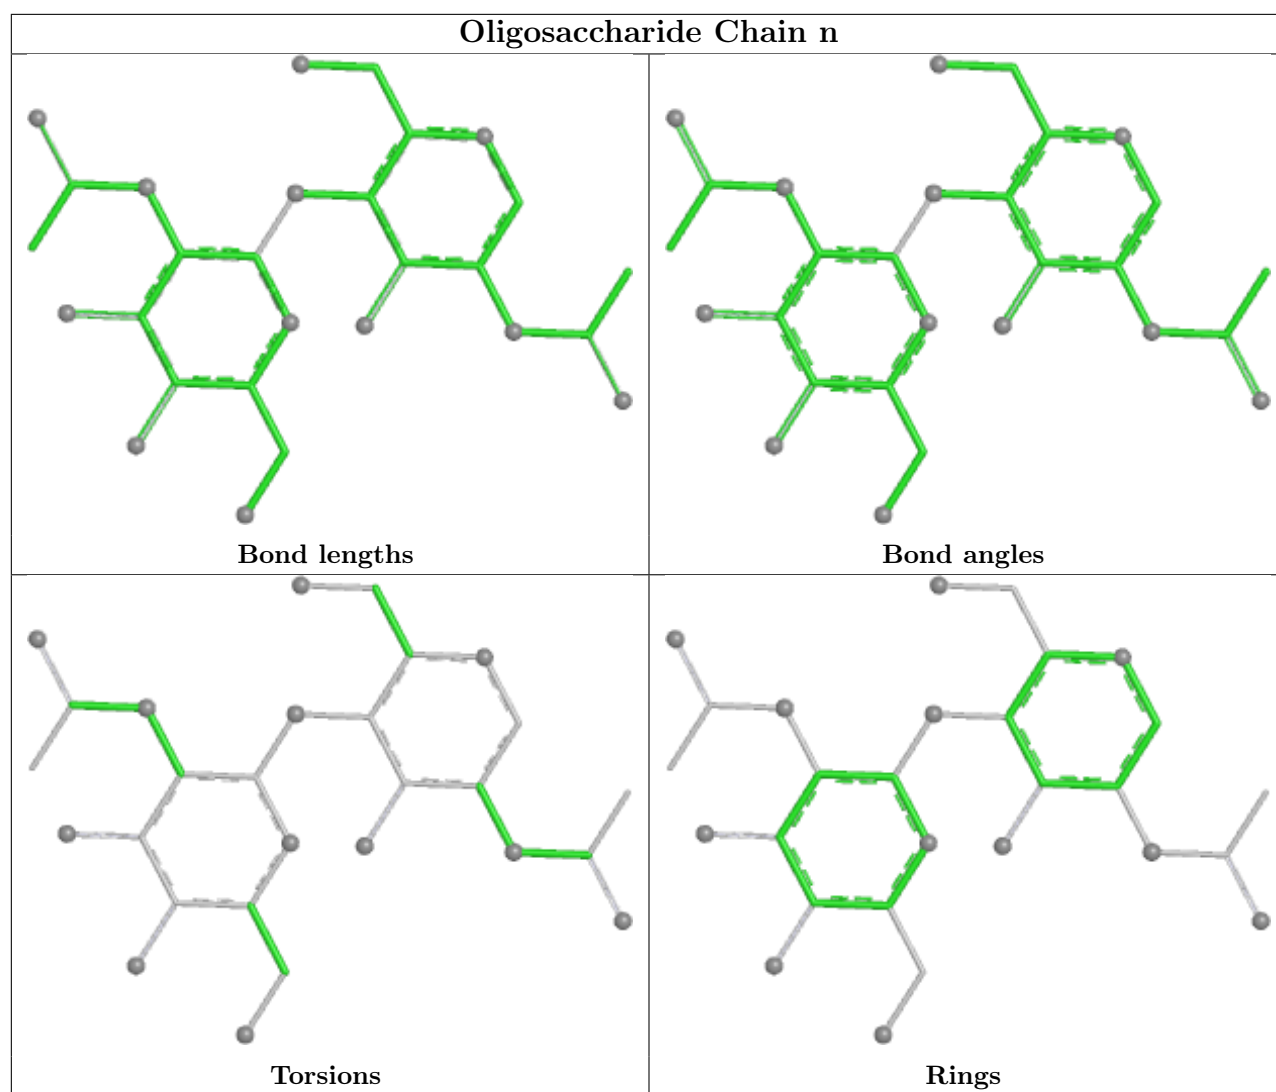 Oligosaccharide Chain n
Bond lengths
Bond angles
Torsions
Rings